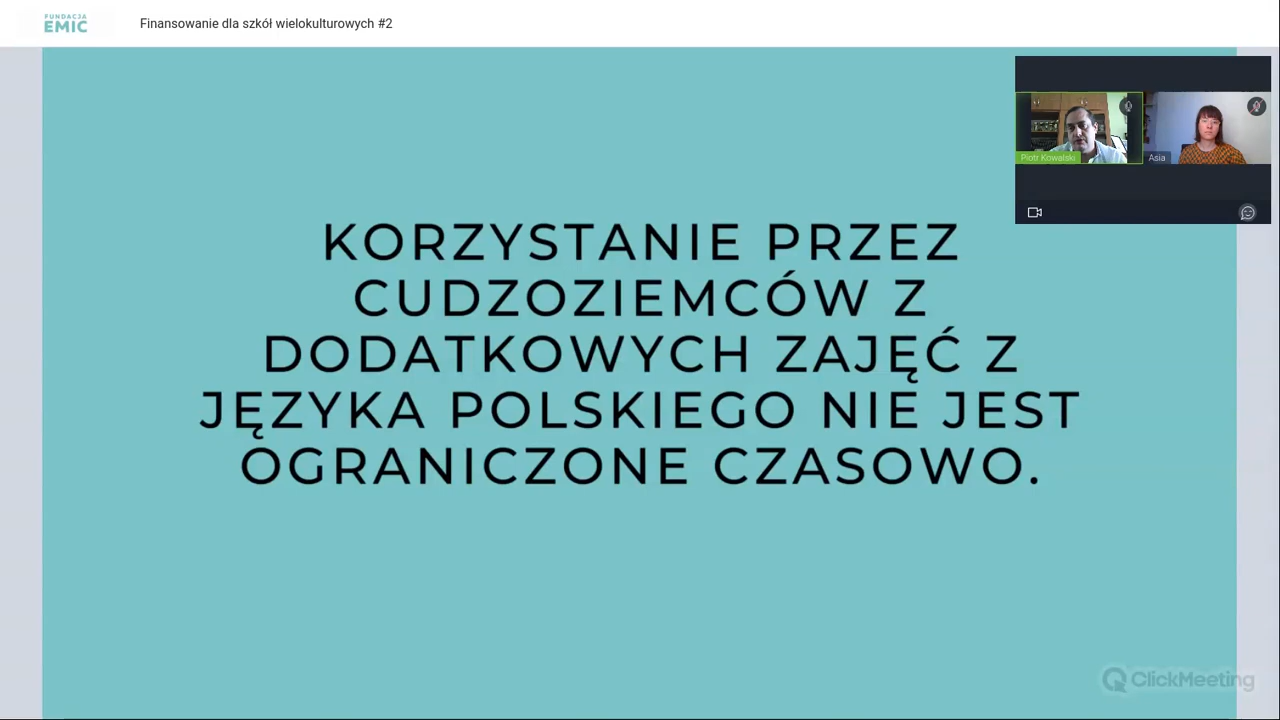 FUNDACJA
EMIC
Finansowanie dla szkół wielokulturowych #2
Piotr Kowalski
Asia
KORZYSTANIE PRZEZ
CUDZOZIEMCÓW Z
DODATKOWYCH ZAJĘĆ Z
JĘZYKA POLSKIEGO NIE JEST
OGRANICZONE CZASOWO.
ClickMeeting